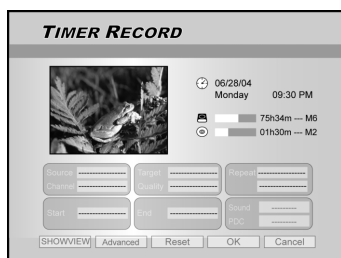 TIMER RECORD
06/28/04
Monday 09:30 PM
75h34m --- M6
01h30m --- M2
Source ---------------
Channel ---------------
Target ---------------
Quality ---------------
Repeat ---------------
---------------
Start ---------------
End ---------------
Sound --------
PDC --------
SHOWVIEW Advanced Reset OK Cancel